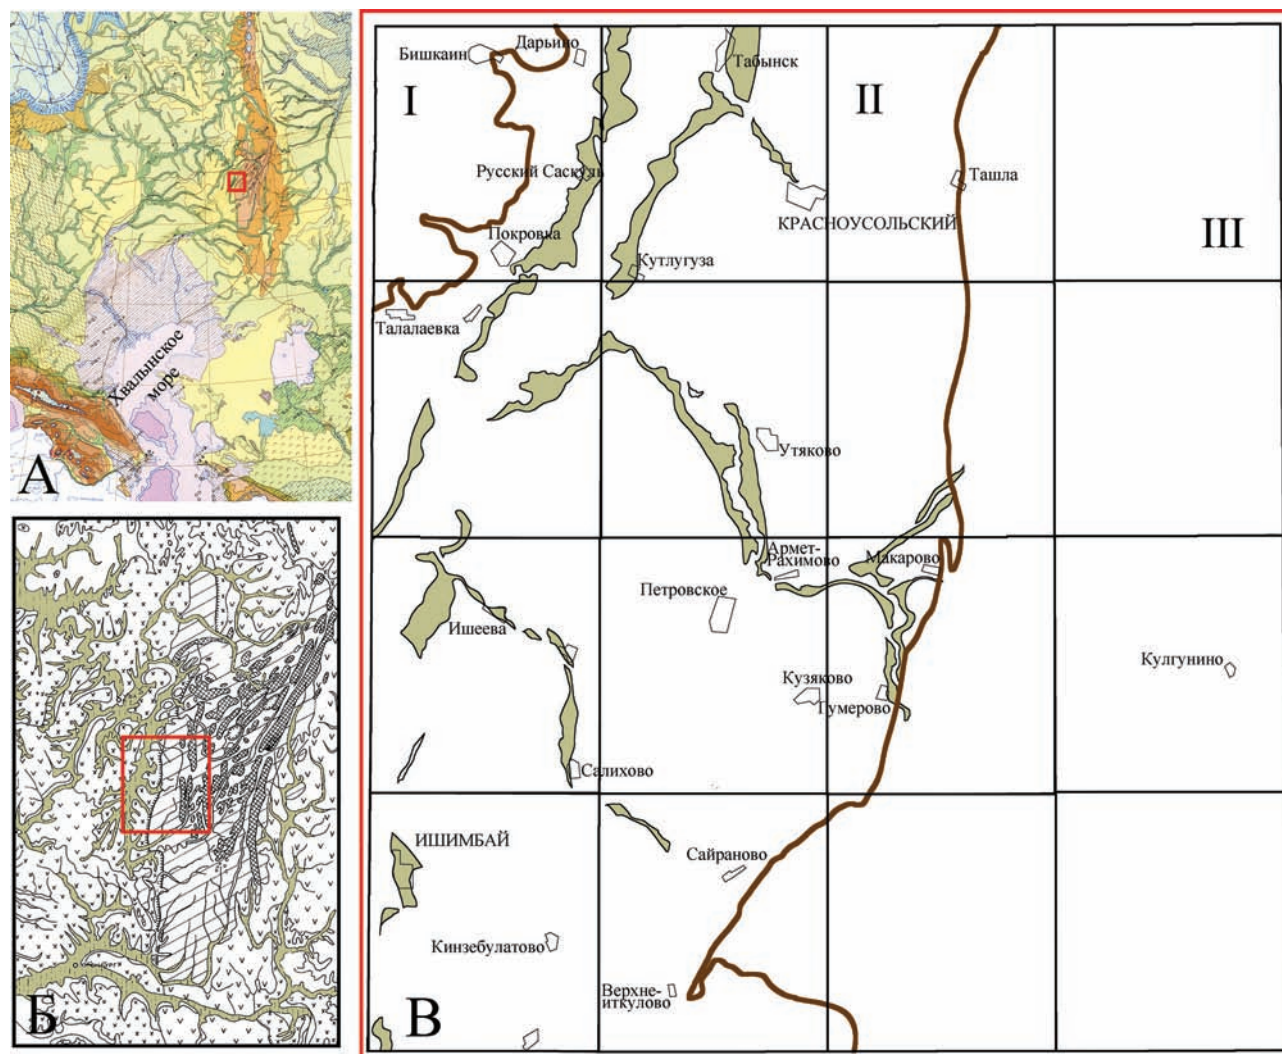 А
Хвалынское
море
Б
I
II
III
Бишкаин
Дарьино
Табынск
Русский Саскуль
Ташла
Покровка
КРАСНОУСОЛЬСКИЙ
Кутлугуза
Талалаевка
Утяково
Армет-
Рахимово
Макарово
Петровское
Ишеева
Кулгунино
Кузяково
Гумерово
Салихово
ИШИМБАЙ
Сайраново
Кинзебулатово
Верхне-
иткулово
В